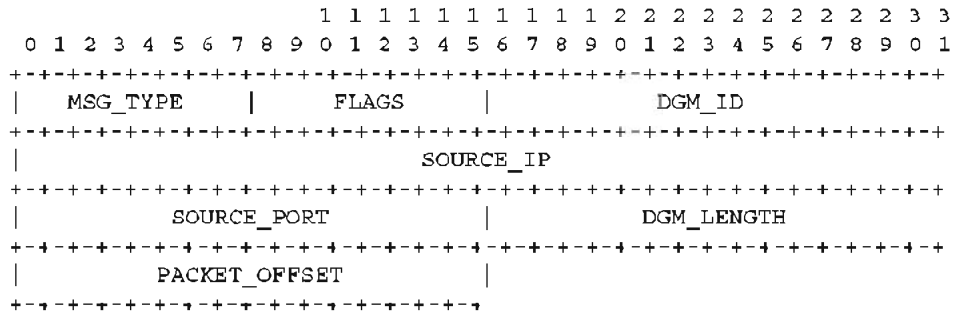 1 1 1 1 1 1 1 1 1 1 2 2 2 2 2 2 2 2 2 2 3 3
 0 1 2 3 4 5 6 7 8 9 0 1 2 3 4 5 6 7 8 9 0 1 2 3 4 5 6 7 8 9 0 1
+-+-+-+-+-+-+-+-+-+-+-+-+-+-+-+-+-+-+-+-+-+-+-+-+-+-+-+-+-+-+-+-+
| MSG_TYPE | FLAGS | DGM_ID
+-+-+-+-+-+-+-+-+-+-+-+-+-+-+-+-+-+-+-+-+-+-+-+-+-+-+-+-+-+-+-+-+
| SOURCE_IP
+-+-+-+-+-+-+-+-+-+-+-+-+-+-+-+-+-+-+-+-+-+-+-+-+-+-+-+-+-+-+-+-+
| SOURCE_PORT | DGM_LENGTH
+-+-+-+-+-+-+-+-+-+-+-+-+-+-+-+-+-+-+-+-+-+-+-+-+-+-+-+-+-+-+-+-+
| PACKET_OFFSET |
+-+-+-+-+-+-+-+-+-+-+-+-+-+-+-+-+